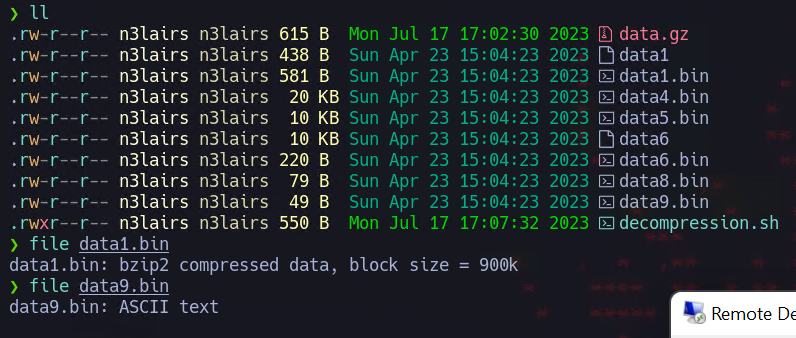 ❯ ll
.rw-r--r-- n3lairs n3lairs 615 B Mon Jul 17 17:02:30 2023 data.gz
.rw-r--r-- n3lairs n3lairs 438 B Sun Apr 23 15:04:23 2023 data1
.rw-r--r-- n3lairs n3lairs 581 B Sun Apr 23 15:04:23 2023 data1.bin
.rw-r--r-- n3lairs n3lairs 20 KB Sun Apr 23 15:04:23 2023 data4.bin
.rw-r--r-- n3lairs n3lairs 10 KB Sun Apr 23 15:04:23 2023 data5.bin
.rw-r--r-- n3lairs n3lairs 10 KB Sun Apr 23 15:04:23 2023 data6
.rw-r--r-- n3lairs n3lairs 220 B Sun Apr 23 15:04:23 2023 data6.bin
.rw-r--r-- n3lairs n3lairs 79 B Sun Apr 23 15:04:23 2023 data8.bin
.rw-r--r-- n3lairs n3lairs 49 B Sun Apr 23 15:04:23 2023 data9.bin
.rwxr--r-- n3lairs n3lairs 550 B Mon Jul 17 17:07:32 2023 decompression.sh
❯ file data1.bin
data1.bin: bzip2 compressed data, block size = 900k
❯ file data9.bin
data9.bin: ASCII text
Remote De